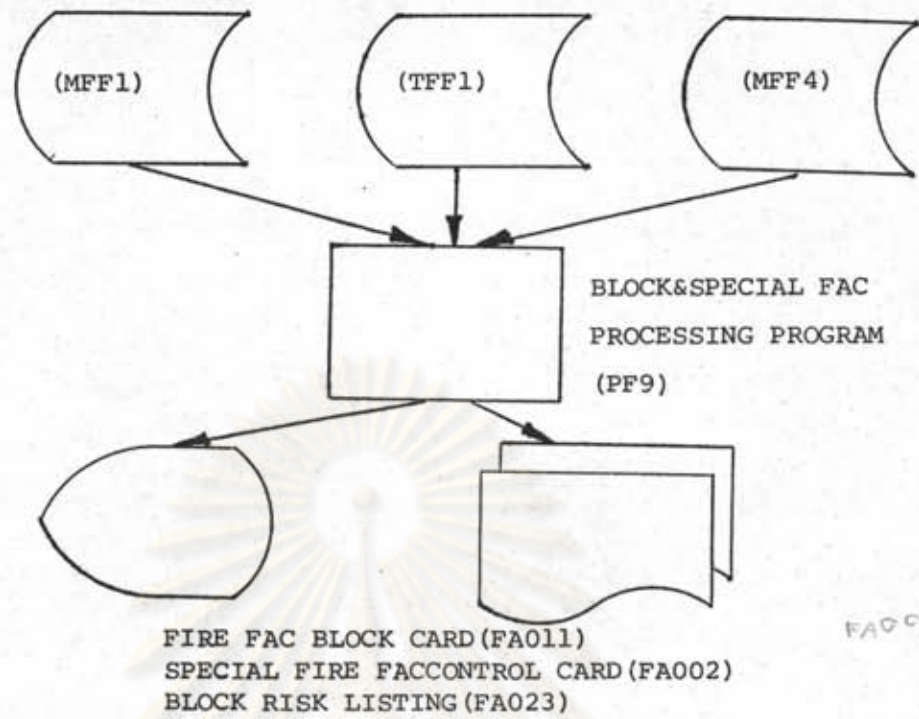 (MFF1)
(TFF1)
(MFF4)
BLOCK&SPECIAL FAC
PROCESSING PROGRAM
(PF9)
FIRE FAC BLOCK CARD(FA011)
SPECIAL FIRE FACCONTROL CARD(FA002)
BLOCK RISK LISTING(FA023)